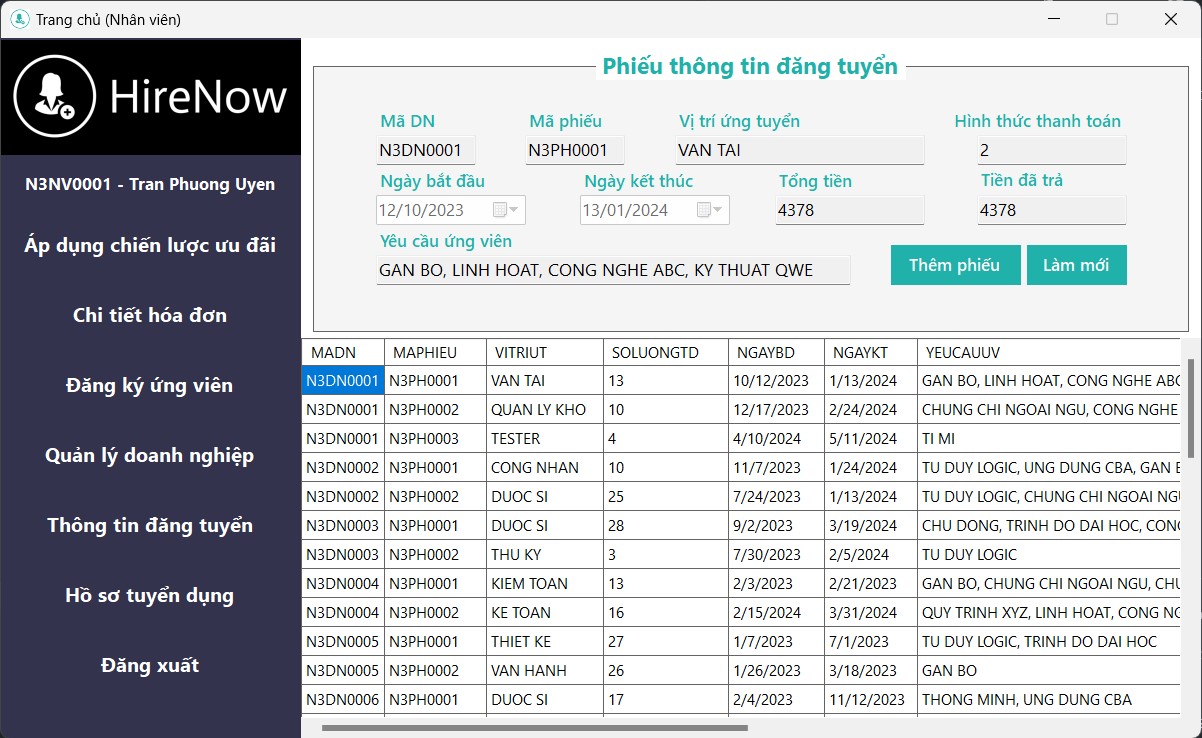 Trang chủ (Nhân viên)
HireNow
N3NV0001 - Tran Phuong Uyen
Áp dụng chiến lược ưu đãi
Chi tiết hóa đơn
Đăng ký ứng viên
Quản lý doanh nghiệp
Thông tin đăng tuyển
Hồ sơ tuyển dụng
Đăng xuất
Phiếu thông tin đăng tuyển
Mã DN Mã phiếu Vị trí ứng tuyển Hình thức thanh toán
N3DN0001 N3PH0001 VAN TAI 2
Ngày bắt đầu Ngày kết thúc Tổng tiền Tiền đã trả
12/10/2023 13/01/2024 4378 4378
Yêu cầu ứng viên
GAN BO, LINH HOAT, CONG NGHE ABC, KY THUAT QWE
Thêm phiếu Làm mới
MADN MAPHIEU VITRIUT SOLUONGTD NGAYBD NGAYKT YEUCAUUV
N3DN0001 N3PH0001 VAN TAI 13 10/12/2023 1/13/2024 GAN BO, LINH HOAT, CONG NGHE ABC
N3DN0001 N3PH0002 QUAN LY KHO 10 12/17/2023 2/24/2024 CHUNG CHI NGOAI NGU, CONG NGHE
N3DN0001 N3PH0003 TESTER 4 4/10/2024 5/11/2024 TI MI
N3DN0002 N3PH0001 CONG NHAN 10 11/7/2023 1/24/2024 TU DUY LOGIC, UNG DUNG CBA, GAN
N3DN0002 N3PH0002 DUOC SI 25 7/24/2023 1/13/2024 TU DUY LOGIC, CHUNG CHI NGOAI
N3DN0003 N3PH0001 DUOC SI 28 9/2/2023 3/19/2024 CHU DONG, TRINH DO DAI HOC,
N3DN0003 N3PH0002 THU KY 3 7/30/2023 2/5/2024 TU DUY LOGIC
N3DN0004 N3PH0001 KIEM TOAN 13 2/3/2023 2/21/2023 GAN BO, CHUNG CHI NGOAI NGU,
N3DN0004 N3PH0002 KE TOAN 16 2/15/2024 3/31/2024 QUY TRINH XYZ, LINH HOAT, CONG
N3DN0005 N3PH0001 THIET KE 27 1/7/2023 7/1/2023 TU DUY LOGIC, TRINH DO DAI HOC
N3DN0005 N3PH0002 VAN HANH 26 1/26/2023 3/18/2023 GAN BO
N3DN0006 N3PH0001 DUOC SI 17 2/4/2023 11/12/2023 THONG MINH, UNG DUNG CBA